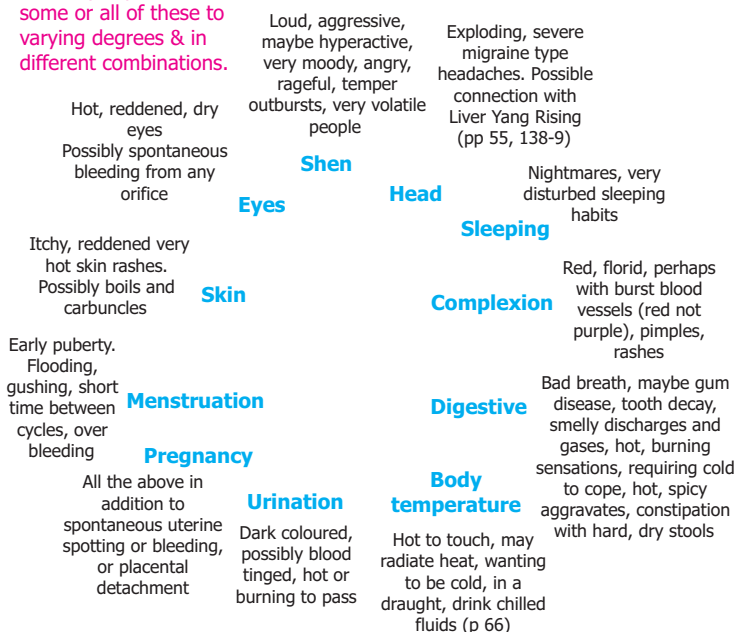 some or all of these to
varying degrees & in
different combinations.
Loud, aggressive,
maybe hyperactive,
very moody, angry,
rageful, temper
outbursts, very volatile
people
Shen
Exploding, severe
migraine type
headaches. Possible
connection with
Liver Yang Rising
(pp 55, 138-9)
Head
Hot, reddened, dry
eyes
Possibly spontaneous
bleeding from any
orifice
Eyes
Nightmares, very
disturbed sleeping
habits
Sleeping
Itchy, reddened very
hot skin rashes.
Possibly boils and
carbuncles
Skin
Red, florid, perhaps
with burst blood
vessels (red not
purple), pimples,
rashes
Complexion
Early puberty.
Flooding,
gushing, short
time between
cycles, over
bleeding
Menstruation
Bad breath, maybe gum
disease, tooth decay,
smelly discharges and
gases, hot, burning
sensations, requiring cold
to cope, hot, spicy
aggravates, constipation
with hard, dry stools
Digestive
Pregnancy
All the above in
addition to
spontaneous uterine
spotting or bleeding,
or placental
detachment
Urination
Dark coloured,
possibly blood
tinged, hot or
burning to pass
Body
temperature
Hot to touch, may
radiate heat, wanting
to be cold, in a
draught, drink chilled
fluids (p 66)